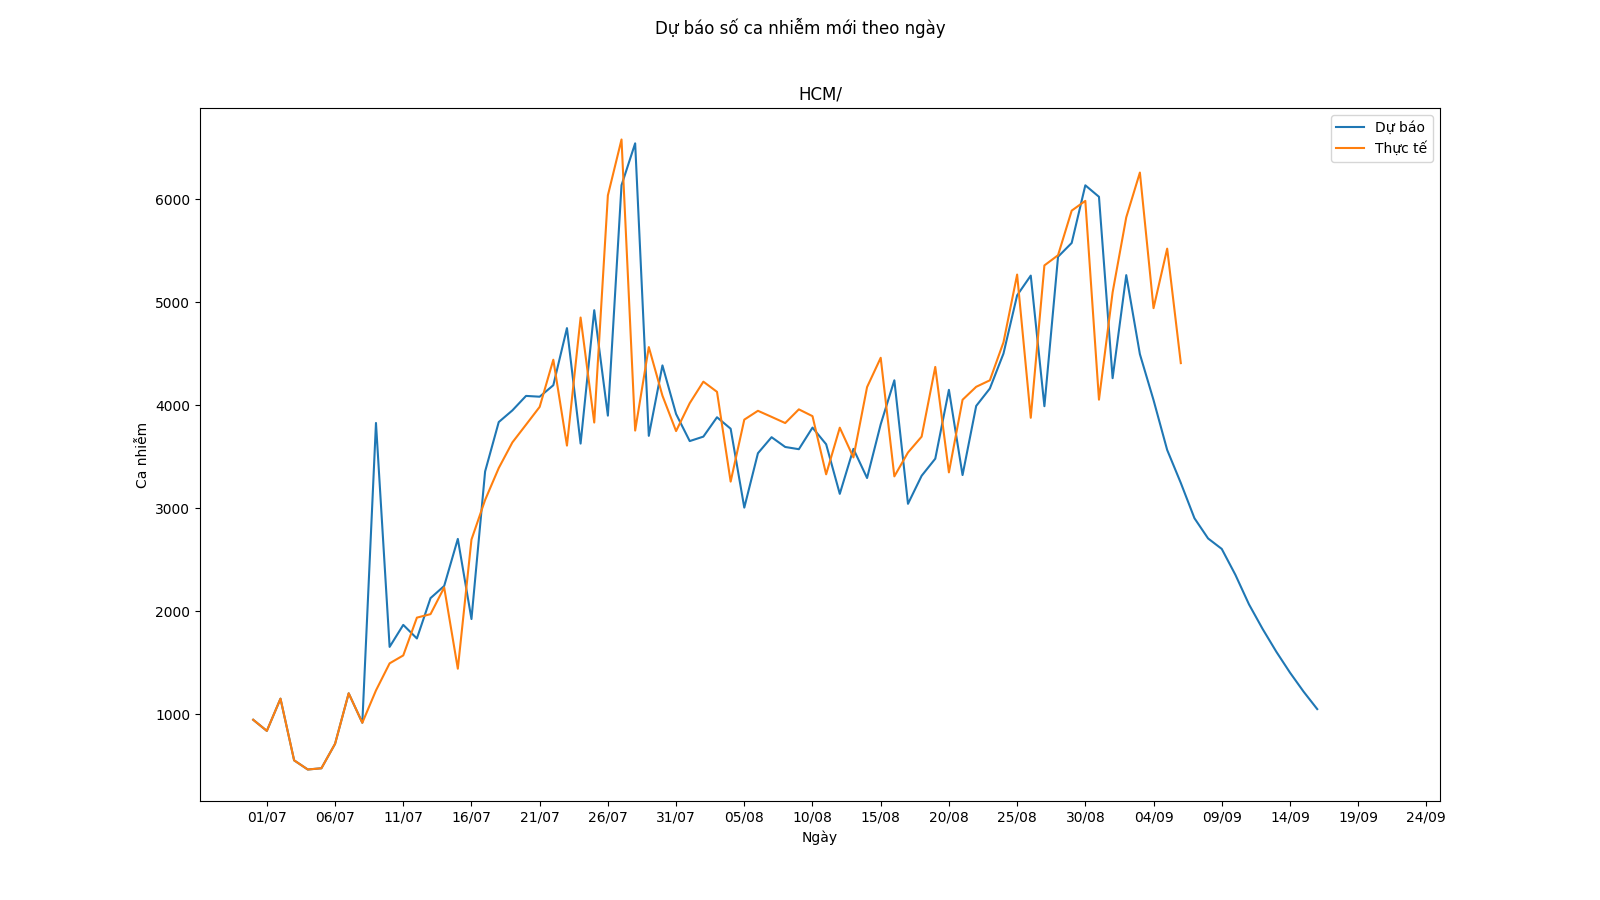 Dự báo số ca nhiễm mới theo ngày
HCM/
Dự báo
Thực tế
6000
5000
4000
3000
2000
1000
Ca nhiễm
01/07 06/07 11/07 16/07 21/07 26/07 31/07 05/08 10/08 15/08 20/08 25/08 30/08 04/09 09/09 14/09 19/09 24/09
Ngày